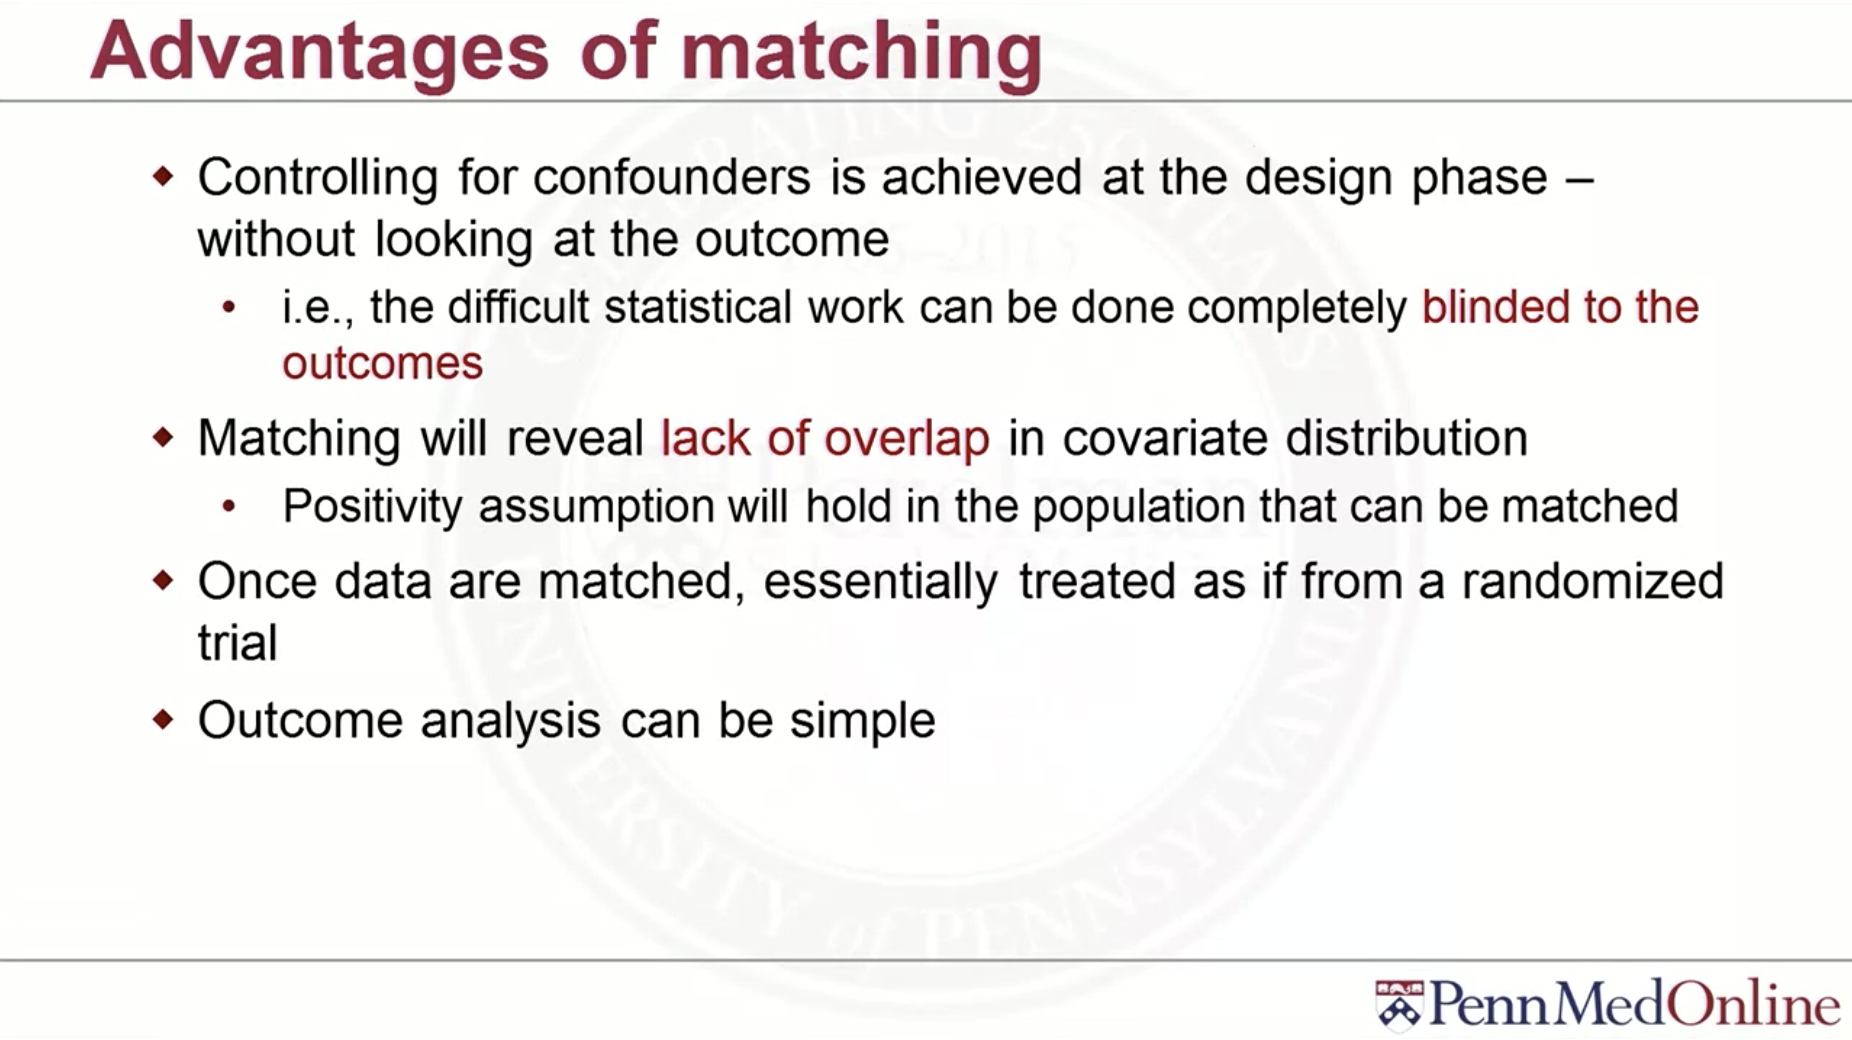 Advantages of matching
Controlling for confounders is achieved at the design phase –
without looking at the outcome
i.e., the difficult statistical work can be done completely blinded to the
outcomes
Matching will reveal lack of overlap in covariate distribution
Positivity assumption will hold in the population that can be matched
Once data are matched, essentially treated as if from a randomized
trial
Outcome analysis can be simple
UNIVERSITY of PENNSYLVANIA
PennMedOnline